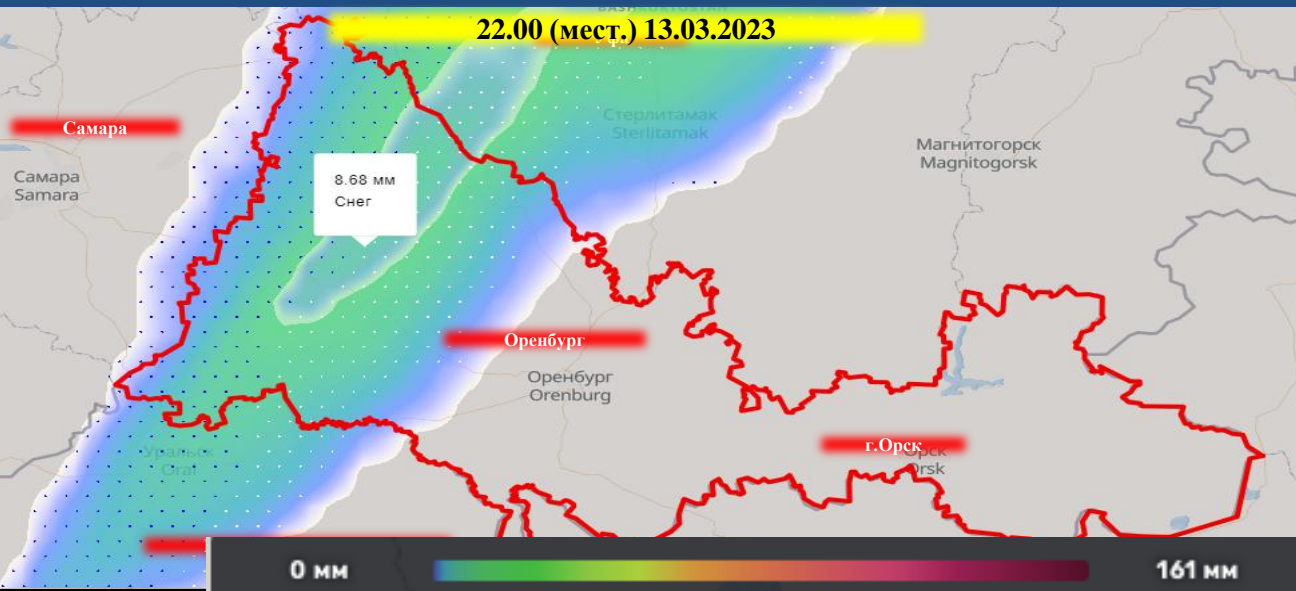 BASHKORTOSTAN
22.00 (мест.) 13.03.2023
Самара
Стерлитамак
Sterlitamak
Магнитогорск
Magnitogorsk
Самара
Samara
8.68 мм
Снег
Оренбург
Оренбург
Orenburg
г.Орск
Орск
Orsk
Уральск
Oral
0 мм
161 мм